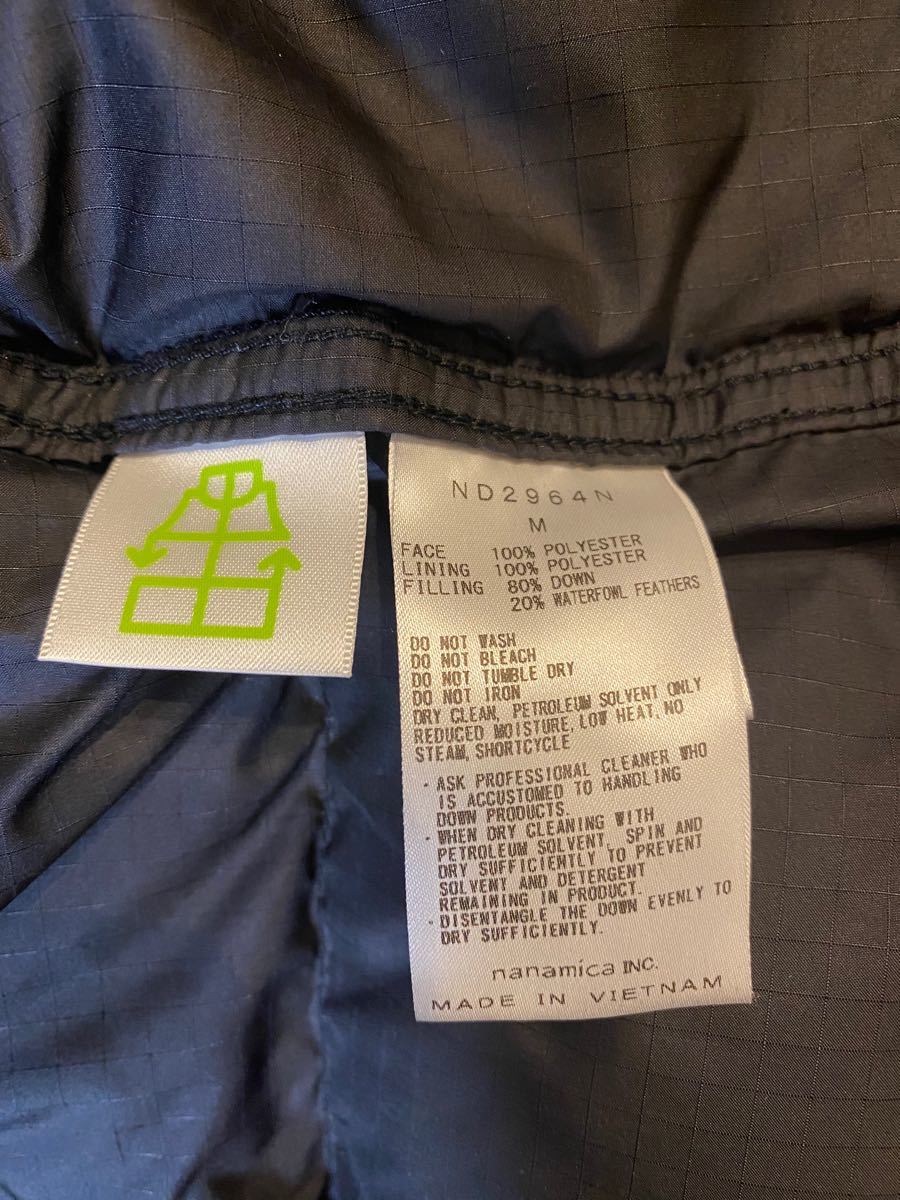 ND2964N
M
FACE 100% POLYESTER
LINING 100% POLYESTER
FILLING 80% DOWN
20% WATERFOWL FEATHERS
DO NOT WASH
DO NOT BLEACH
DO NOT TUMBLE DRY
DO NOT IRON
DRY CLEAN, PETROLEUM SOLVENT ONLY
REDUCED MOISTURE, LOW HEAT, NO
STEAM, SHORTCYCLE
・ASK PROFESSIONAL CLEANER WHO
IS ACCUSTOMED TO HANDLING
DOWN PRODUCTS.
・WHEN DRY CLEANING WITH
PETROLEUM SOLVENT, SPIN AND
DRY SUFFICIENTLY TO PREVENT
SOLVENT AND DETERGENT
REMAINING IN PRODUCT.
・DISENTANGLE THE DOWN EVENLY TO
DRY SUFFICIENTLY.
nanamica INC.
MADE IN VIETNAM